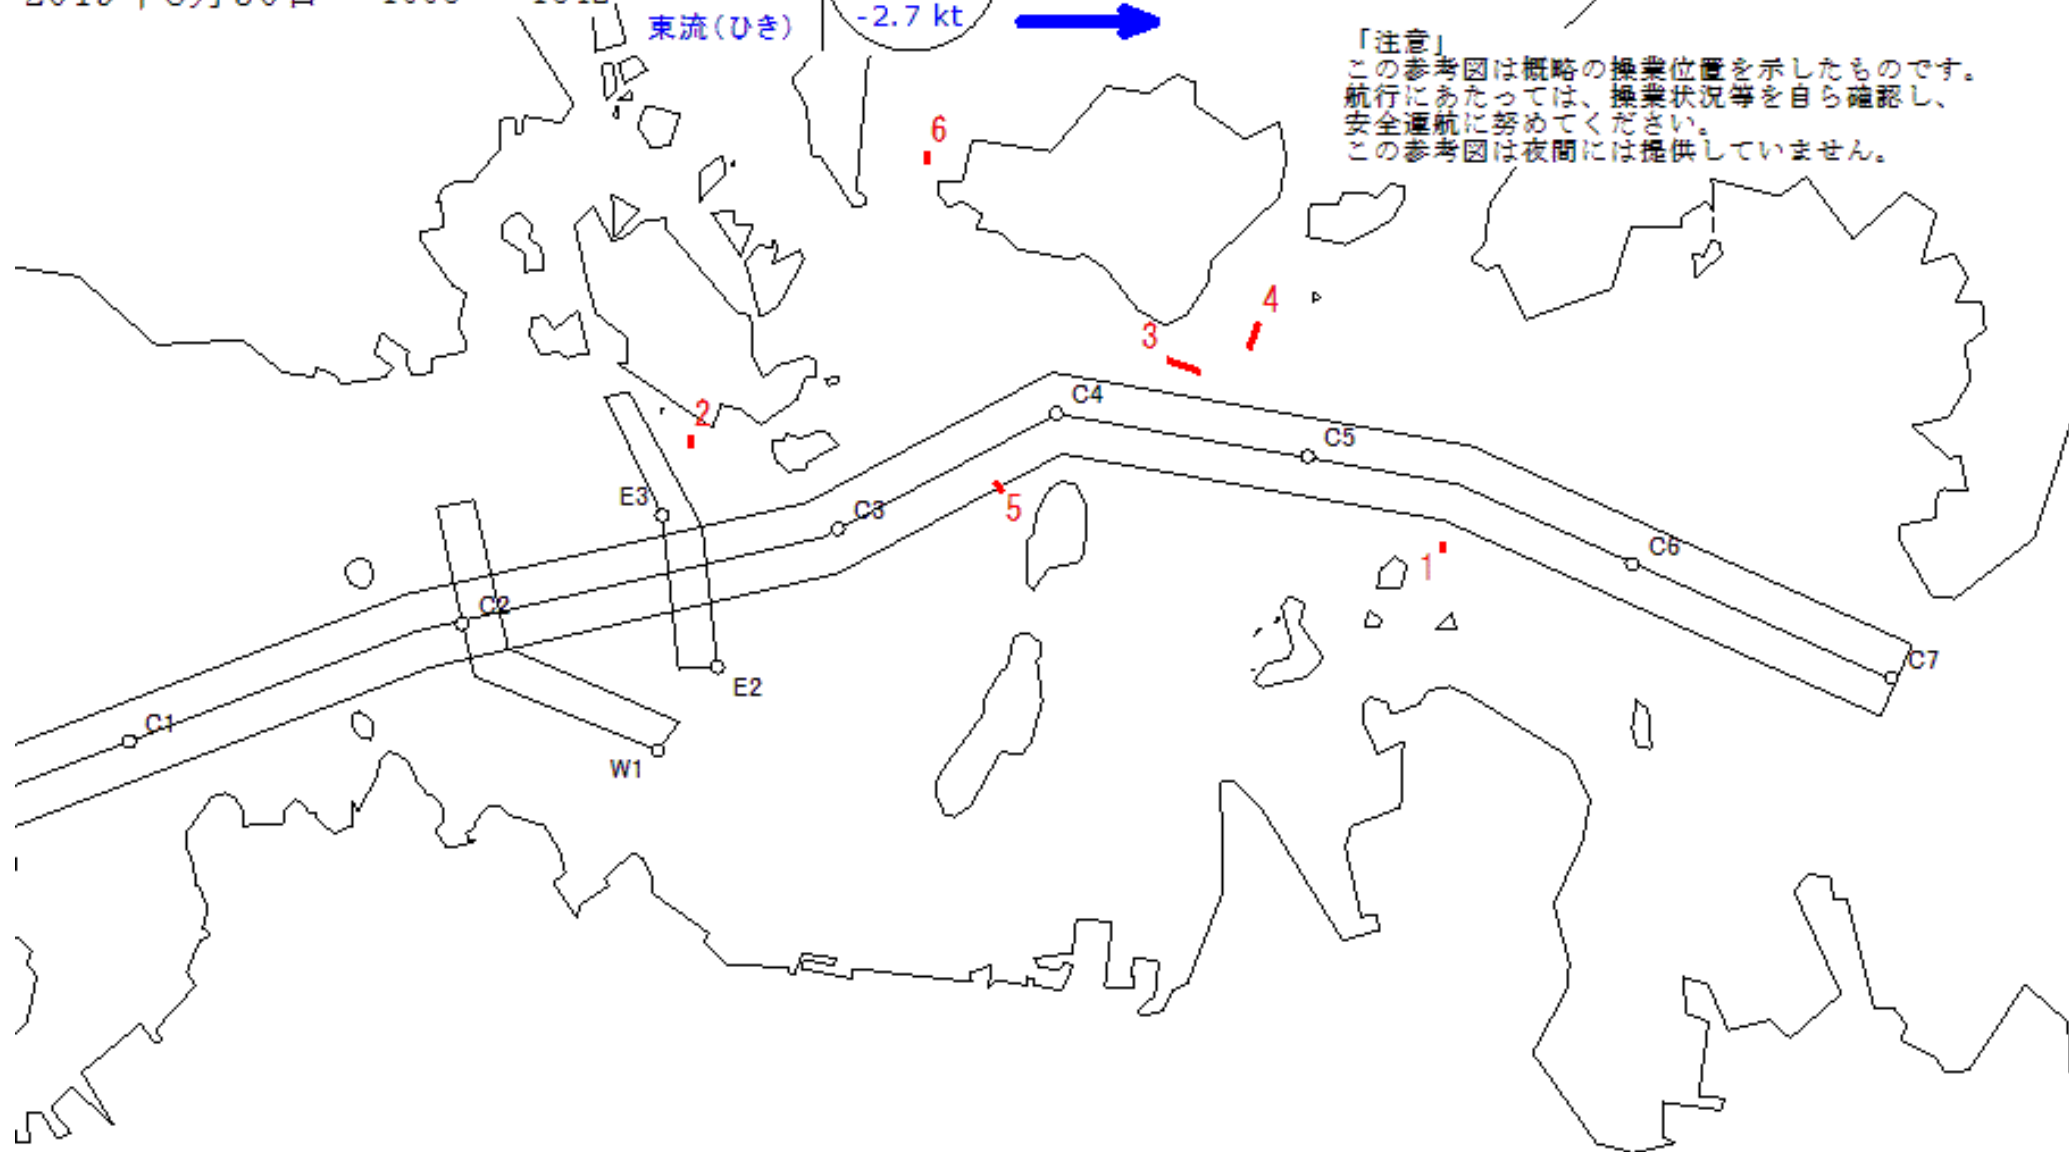 東流(ひき)
-2.7 kt
「注意」
この参考図は概略の操業位置を示したものです。
航行にあたっては、操業状況等を自ら確認し、
安全運航に努めてください。
この参考図は夜間には提供していません。
6
4
3
C4
2
C5
E3
5
C3
C6
1
C2
C7
E2
C1
W1